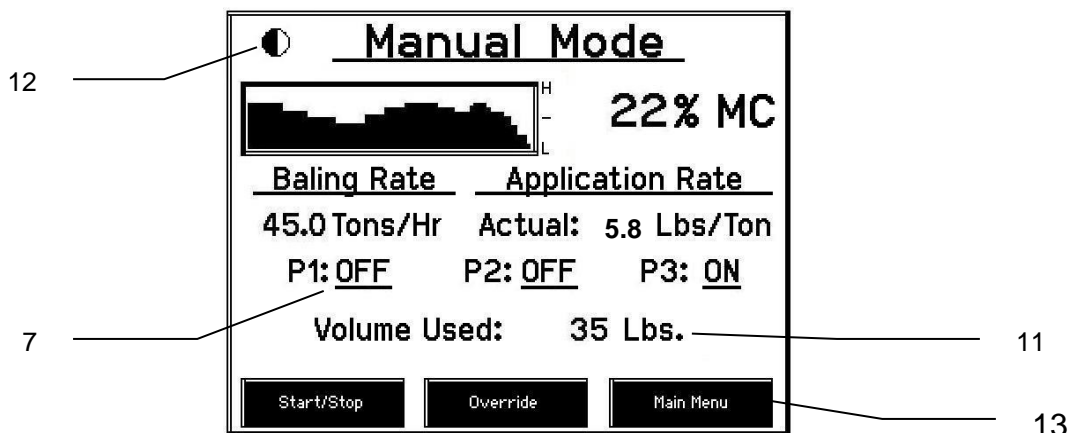 Manual Mode
12
H
22% MC
-
L
Baling Rate Application Rate
45.0 Tons/Hr Actual: 5.8 Lbs/Ton
P1: OFF P2: OFF P3: ON
7
Volume Used: 35 Lbs.
11
Start/Stop Override Main Menu
13